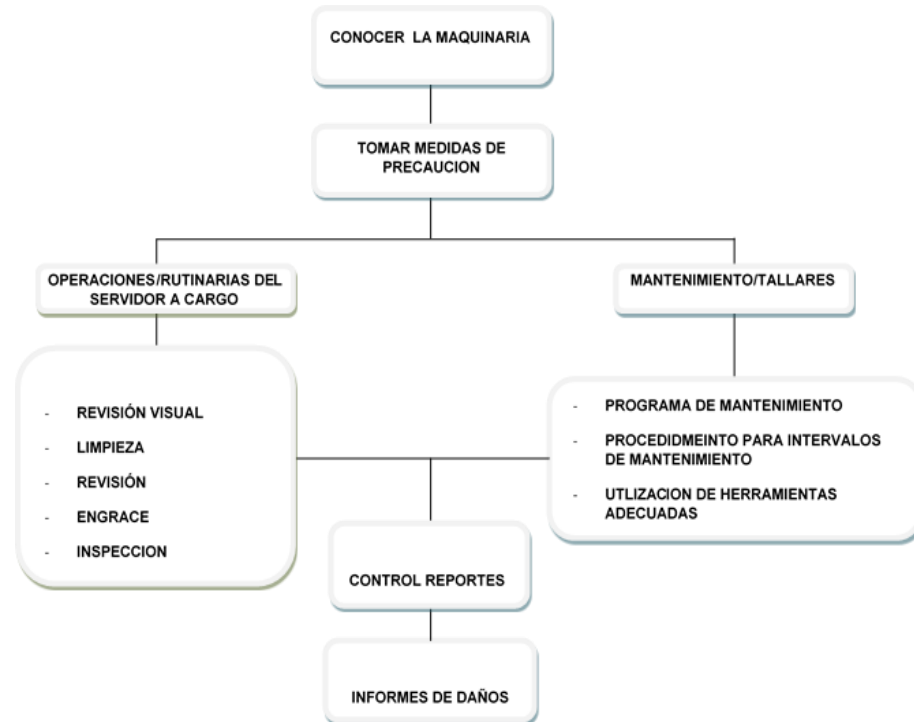 CONOCER LA MAQUINARIA
TOMAR MEDIDAS DE
PRECAUCION
OPERACIONES/RUTINARIAS DEL
SERVIDOR A CARGO
MANTENIMIENTO/TALLARES
- REVISIÓN VISUAL
- LIMPIEZA
- REVISIÓN
- ENGRACE
- INSPECCION
- PROGRAMA DE MANTENIMIENTO
- PROCEDIDMEINTO PARA INTERVALOS
DE MANTENIMIENTO
- UTLIZACION DE HERRAMIENTAS
ADECUADAS
CONTROL REPORTES
INFORMES DE DAÑOS